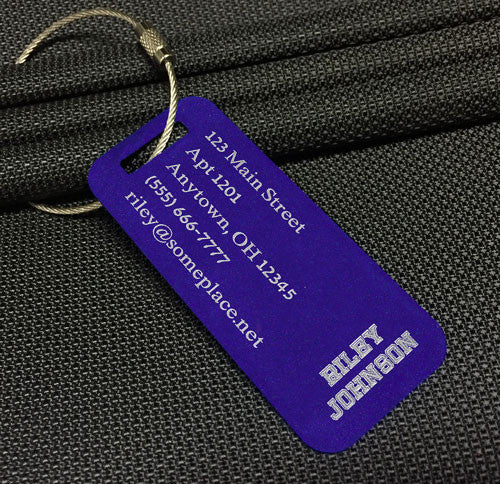 123 Main Street
Apt 1201
Anytown, OH 12345
(555) 666-7777
riley@someplace.net
RILEY
JOHNSON